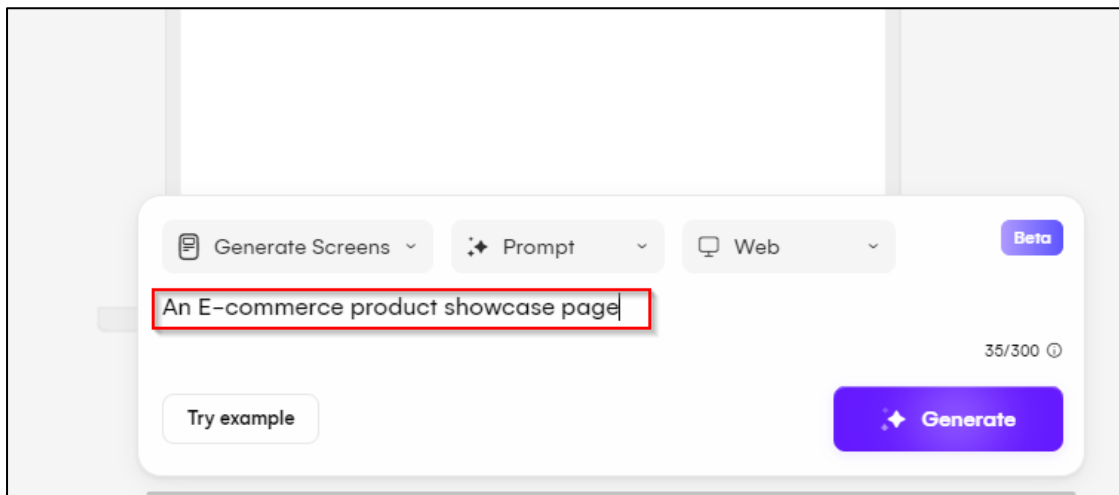 Generate Screens Prompt Web Beta
An E-commerce product showcase page
35/300
Try example Generate